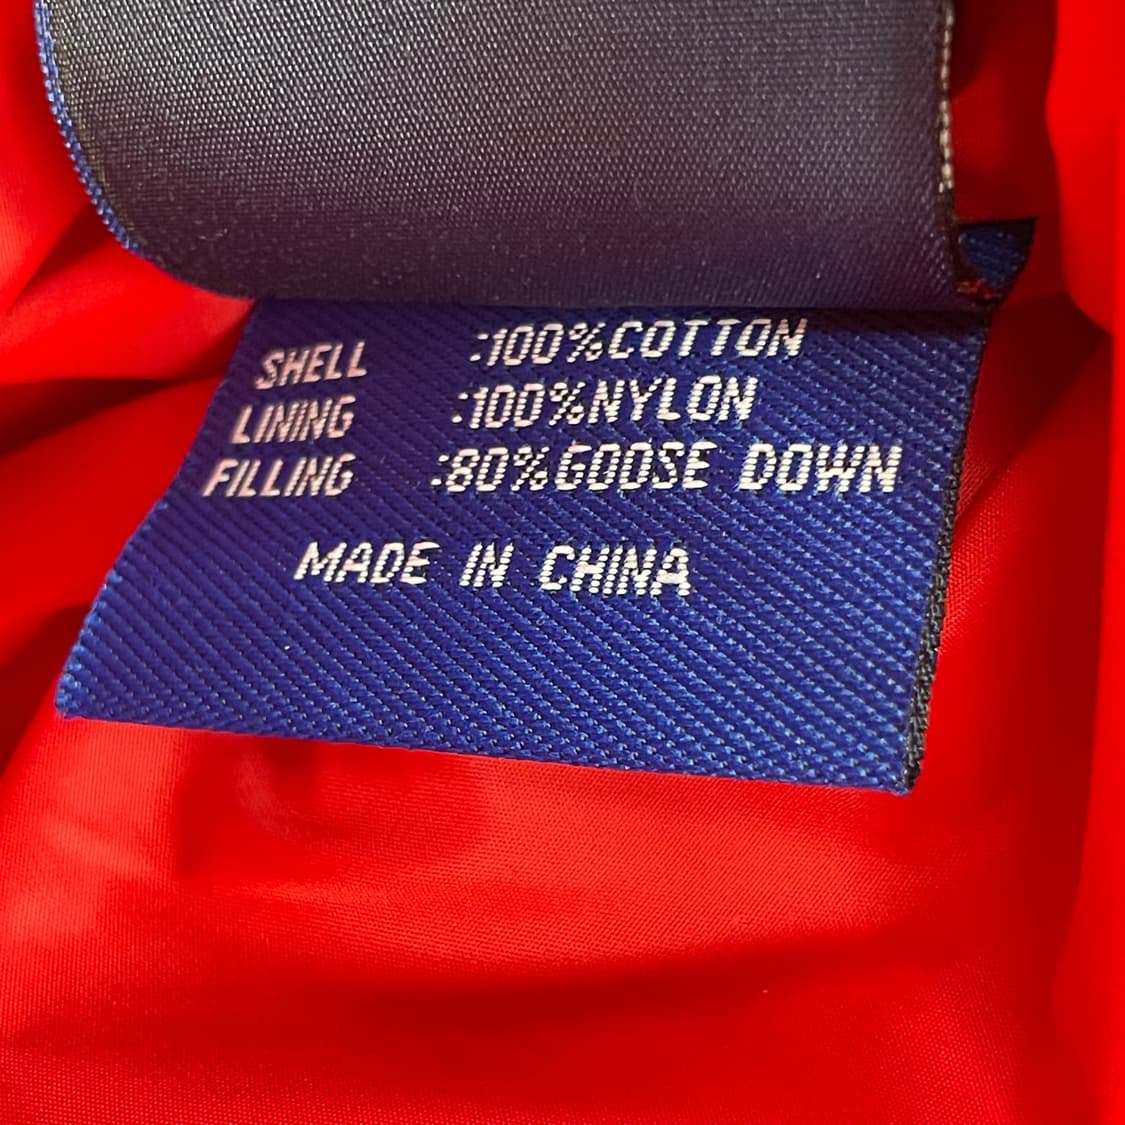 SHELL :100%COTTON
LINING :100%NYLON
FILLING :80%GOOSE DOWN
MADE IN CHINA